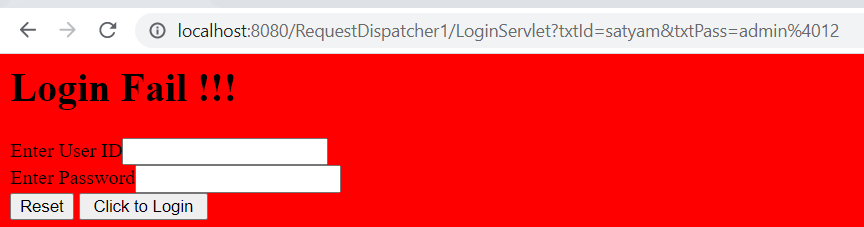 localhost:8080/RequestDispatcher1/LoginServlet?txtId=satyam&txtPass=admin%4012
Login Fail !!!
Enter User ID
Enter Password
Reset Click to Login